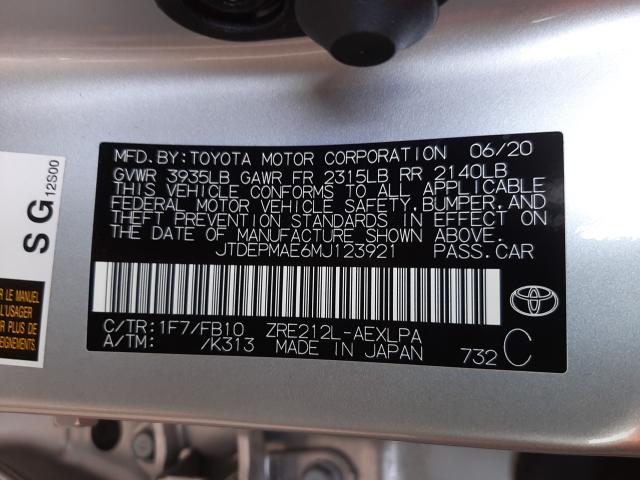 MFD.BY:TOYOTA MOTOR CORPORATION 06/20
GVWR 3935LB GAWR FR 2315LB RR 2140LB
THIS VEHICLE CONFORMS TO ALL APPLICABLE
FEDERAL MOTOR VEHICLE SAFETY,BUMPER,AND
THEFT PREVENTION STANDARDS IN EFFECT ON
THE DATE OF MANUFACTURE SHOWN ABOVE.
JTDEPMAE6MJ123921 PASS.CAR
C/TR:1F7/FB10 ZRE212L-AEXLPA
A/TM: /K313 MADE IN JAPAN 732 C
SG 12S00
R LE MANUEL
L'USAGER
POUR PLUS DE
ENSEIGNEMENTS